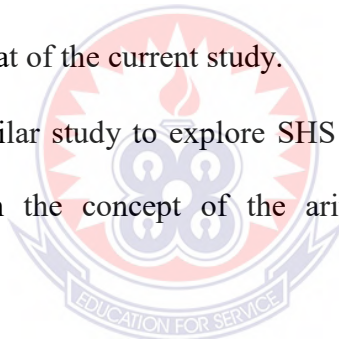 at of the current study.
ilar study to explore SHS
the concept of the ari
EDUCATION FOR SERVICE